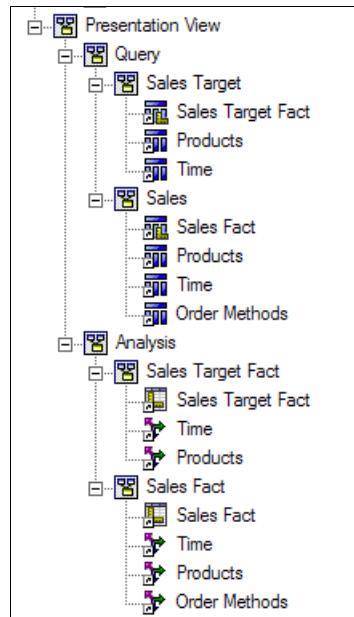 Presentation View
Query
Sales Target
Sales Target Fact
Products
Time
Sales
Sales Fact
Products
Time
Order Methods
Analysis
Sales Target Fact
Sales Target Fact
Time
Products
Sales Fact
Sales Fact
Time
Products
Order Methods